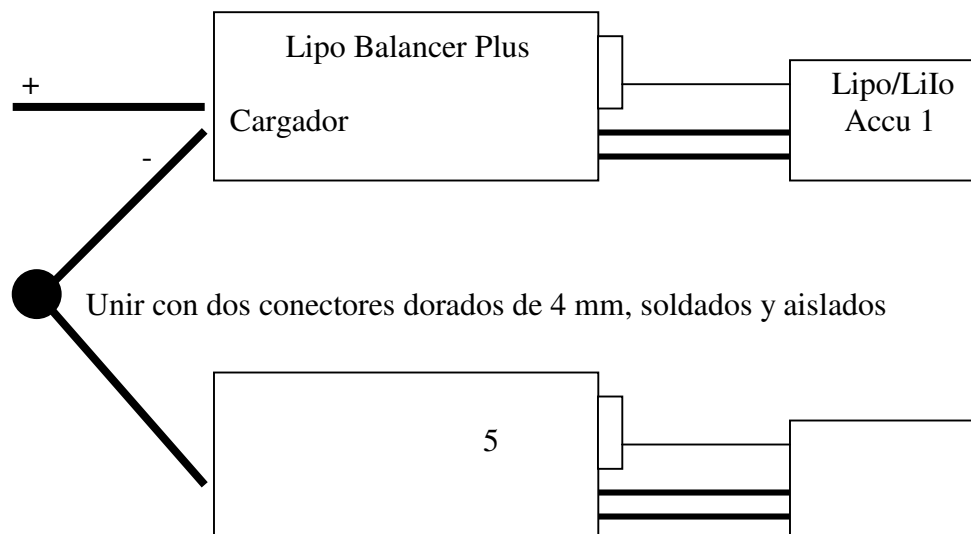 Lipo Balancer Plus
+
Cargador
-
Lipo/LiIo
Accu 1
Unir con dos conectores dorados de 4 mm, soldados y aislados
5